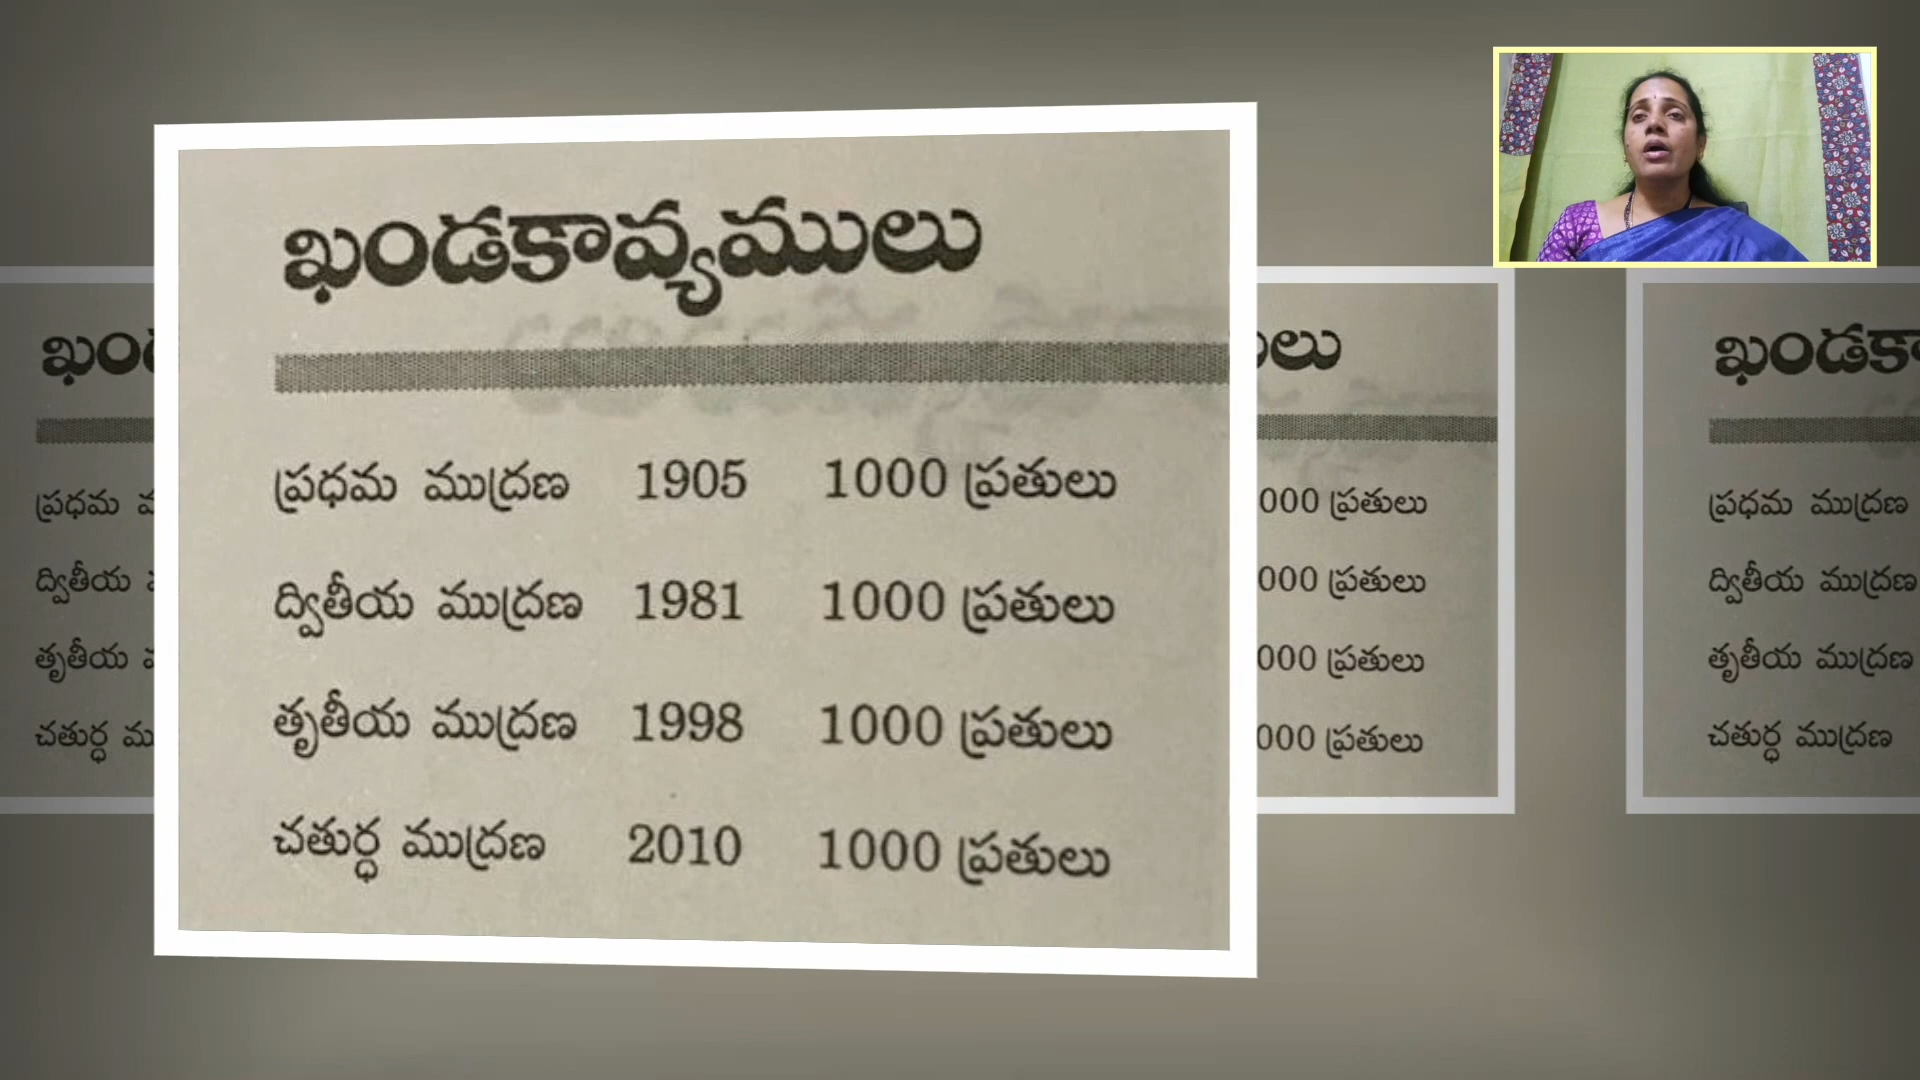 ఖండకావ్యములు
ప్రధమ ముద్రణ 1905 1000 ప్రతులు
ద్వితీయ ముద్రణ 1981 1000 ప్రతులు
తృతీయ ముద్రణ 1998 1000 ప్రతులు
చతుర్ధ ముద్రణ 2010 1000 ప్రతులు